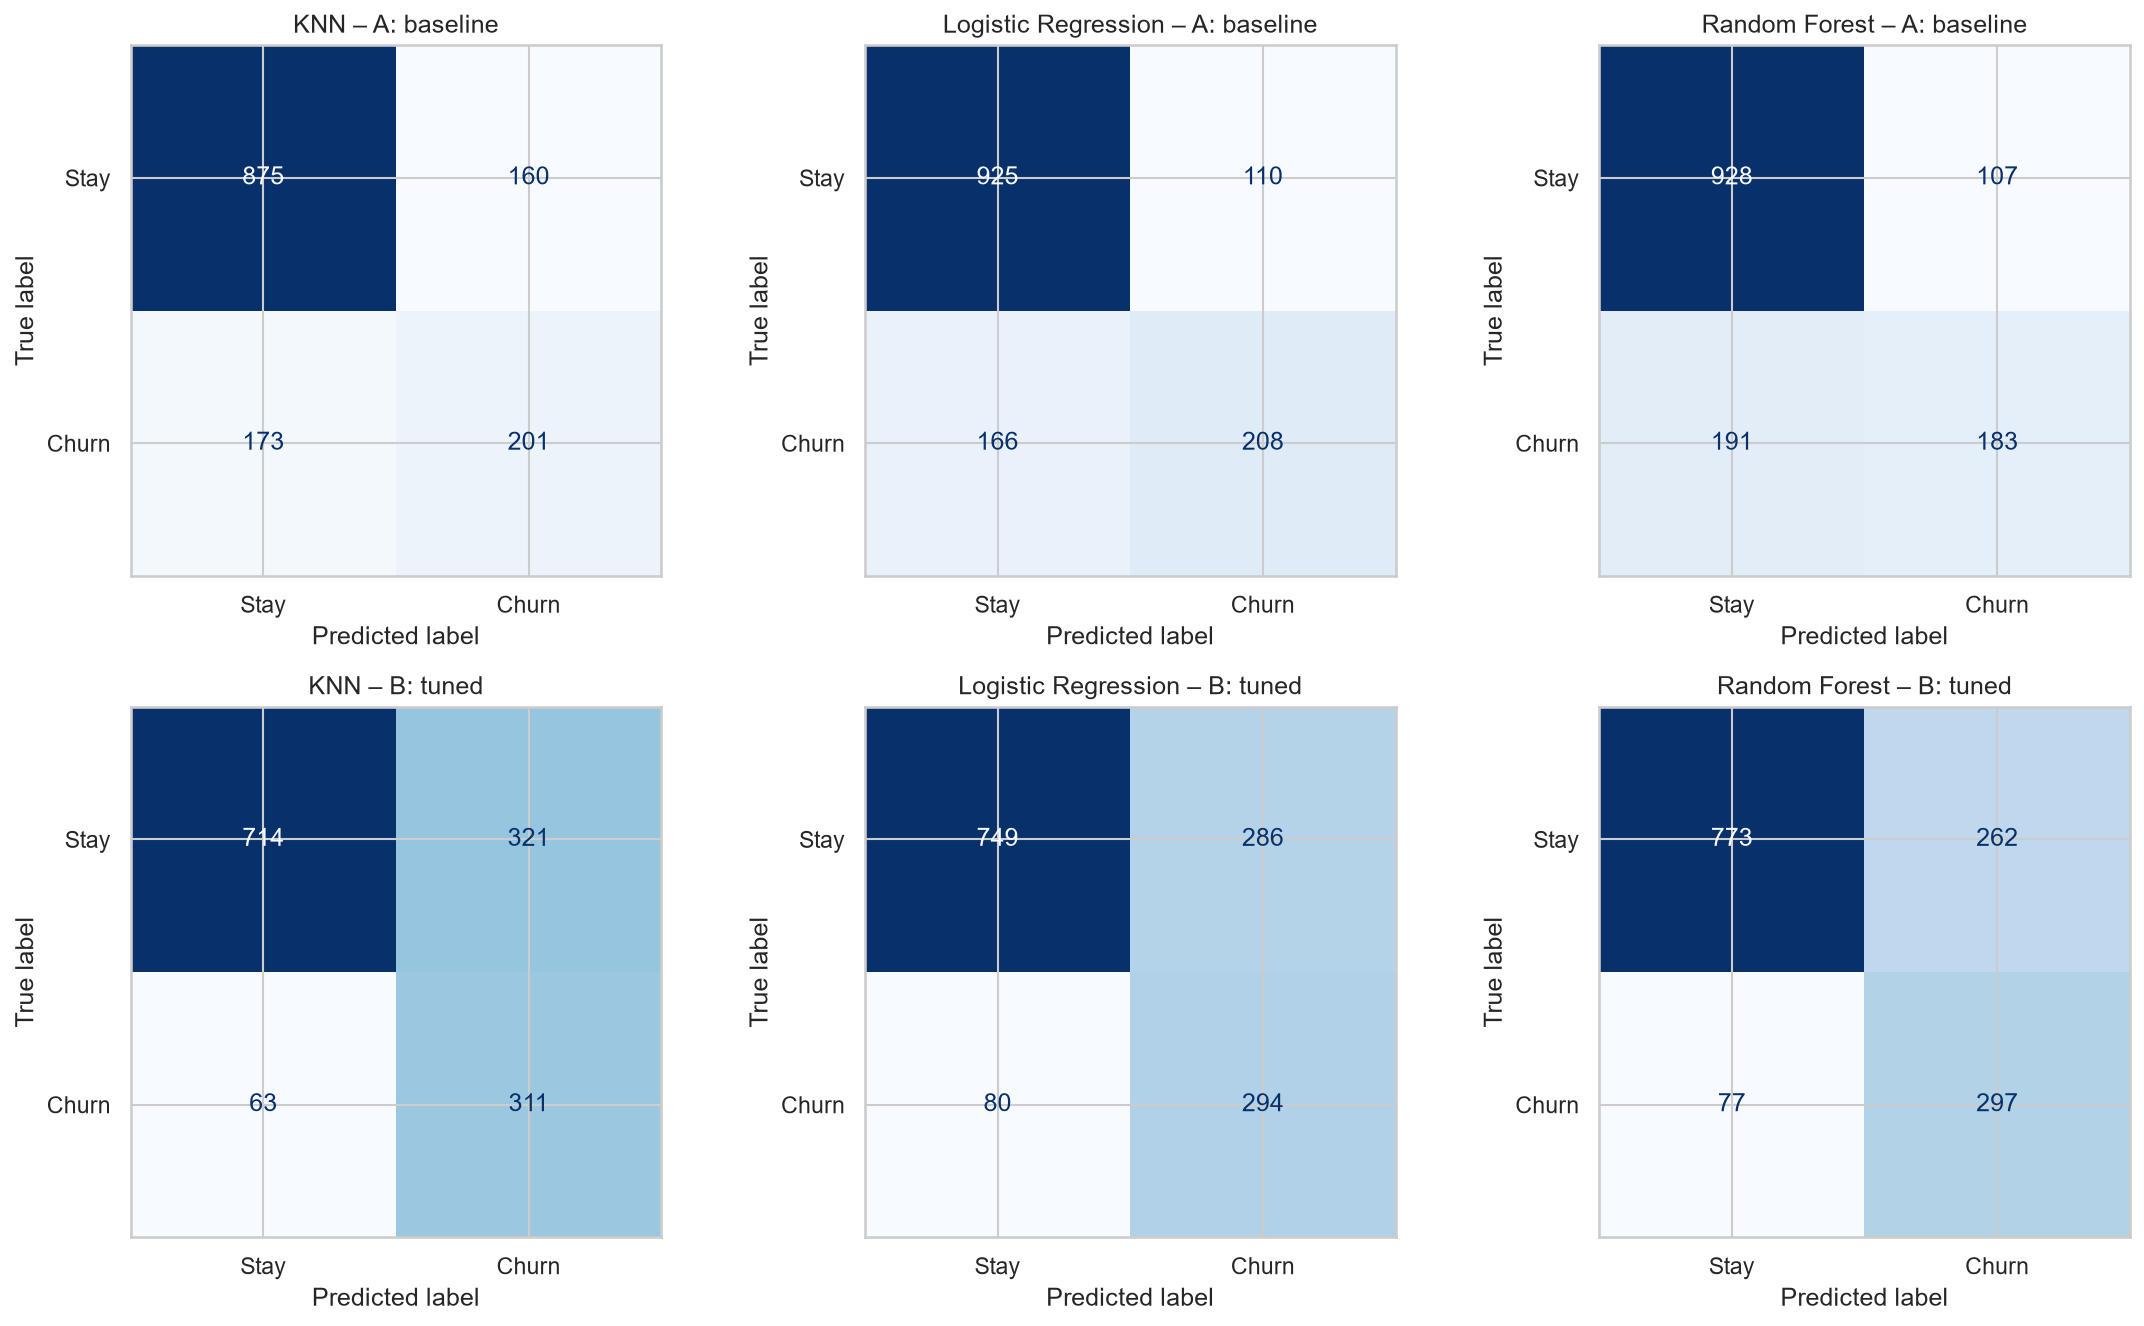 KNN – A: baseline
Logistic Regression – A: baseline
Random Forest – A: baseline
True label
Stay
875
160
Churn
173
201
Stay
Churn
Predicted label
True label
Stay
925
110
Churn
166
208
Stay
Churn
Predicted label
True label
Stay
928
107
Churn
191
183
Stay
Churn
Predicted label
KNN – B: tuned
Logistic Regression – B: tuned
Random Forest – B: tuned
True label
Stay
714
321
Churn
63
311
Stay
Churn
Predicted label
True label
Stay
749
286
Churn
80
294
Stay
Churn
Predicted label
True label
Stay
773
262
Churn
77
297
Stay
Churn
Predicted label